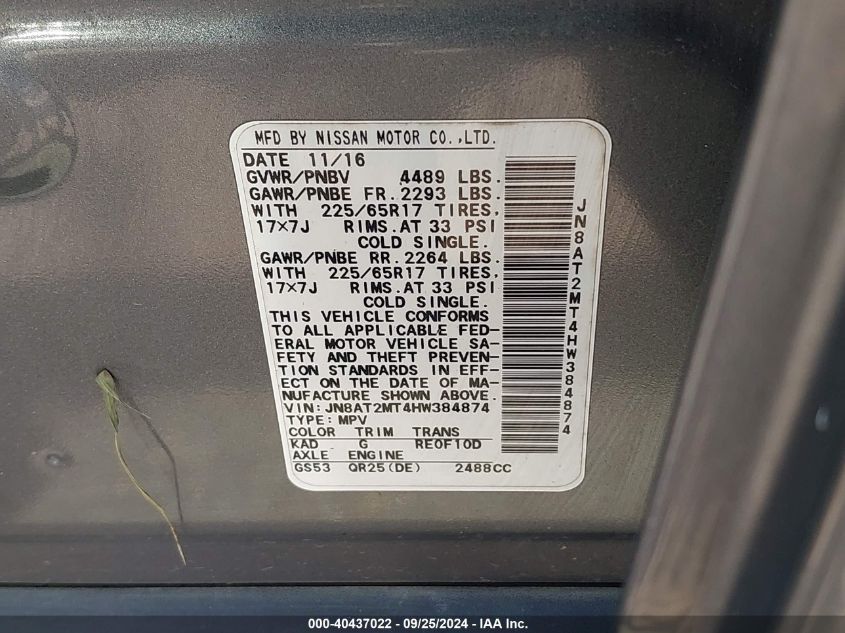 MFD BY NISSAN MOTOR CO.,LTD.
DATE 11/16
GVWR/PNBV 4489 LBS.
GAWR/PNBE FR. 2293 LBS.
WITH 225/65R17 TIRES,
17×7J RIMS.AT 33 PSI
COLD SINGLE.
GAWR/PNBE RR. 2264 LBS.
WITH 225/65R17 TIRES,
17×7J RIMS.AT 33 PSI
COLD SINGLE.
THIS VEHICLE CONFORMS
TO ALL APPLICABLE FED-
ERAL MOTOR VEHICLE SA-
FETY AND THEFT PREVEN-
TION STANDARDS IN EFF-
ECT ON THE DATE OF MA-
NUFACTURE SHOWN ABOVE.
VIN:JN8AT2MT4HW384874
TYPE: MPV
COLOR TRIM TRANS
KAD G RE0F10D
AXLE ENGINE
GS53 QR25(DE) 2488CC
JN8AT2MT4HW384874
000-40437022 - 09/25/2024 - IAA Inc.